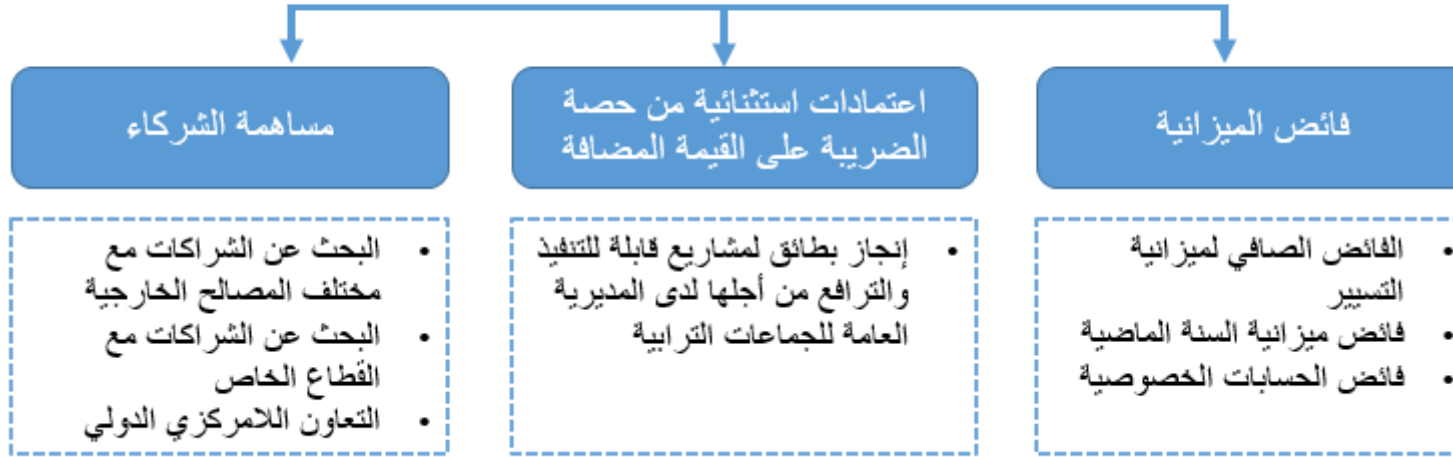 فائض الميزانية
اعتمادات استثنائية من حصة
الضريبة على القيمة المضافة
مساهمة الشركاء
• الفائض الصافي لميزانية
التسيير
• فائض ميزانية السنة الماضية
• فائض الحسابات الخصوصية
• إنجاز بطائق لمشاريع قابلة للتنفيذ
والترافع من أجلها لدى المديرية
العامة للجماعات الترابية
• البحث عن الشراكات مع
مختلف المصالح الخارجية
• البحث عن الشراكات مع
القطاع الخاص
• التعاون اللامركزي الدولي